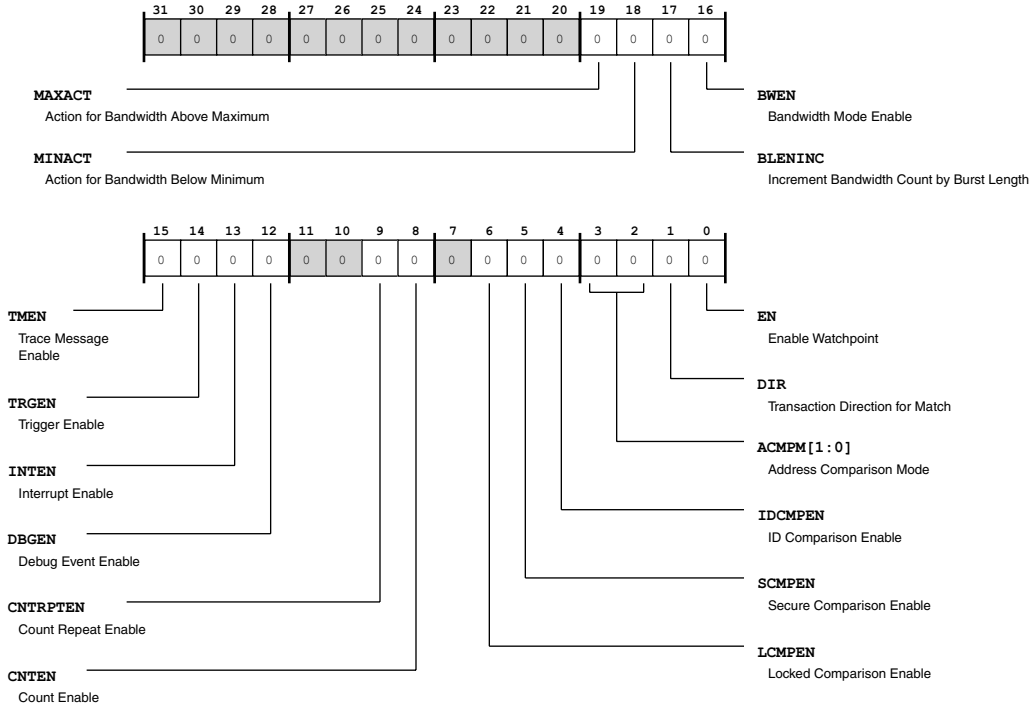 31 30 29 28 27 26 25 24 23 22 21 20 19 18 17 16
0 0 0 0 0 0 0 0 0 0 0 0 0 0 0 0
MAXACT
Action for Bandwidth Above Maximum
MINACT
Action for Bandwidth Below Minimum
BWEN
Bandwidth Mode Enable
BLENINC
Increment Bandwidth Count by Burst Length
15 14 13 12 11 10 9 8 7 6 5 4 3 2 1 0
0 0 0 0 0 0 0 0 0 0 0 0 0 0 0 0
TMEN
Trace Message
Enable
TRGEN
Trigger Enable
INTEN
Interrupt Enable
DBGEN
Debug Event Enable
CNTRPTEN
Count Repeat Enable
CNTEN
Count Enable
EN
Enable Watchpoint
DIR
Transaction Direction for Match
ACMPM[1:0]
Address Comparison Mode
IDCMPEN
ID Comparison Enable
SCMPEN
Secure Comparison Enable
LCMPEN
Locked Comparison Enable